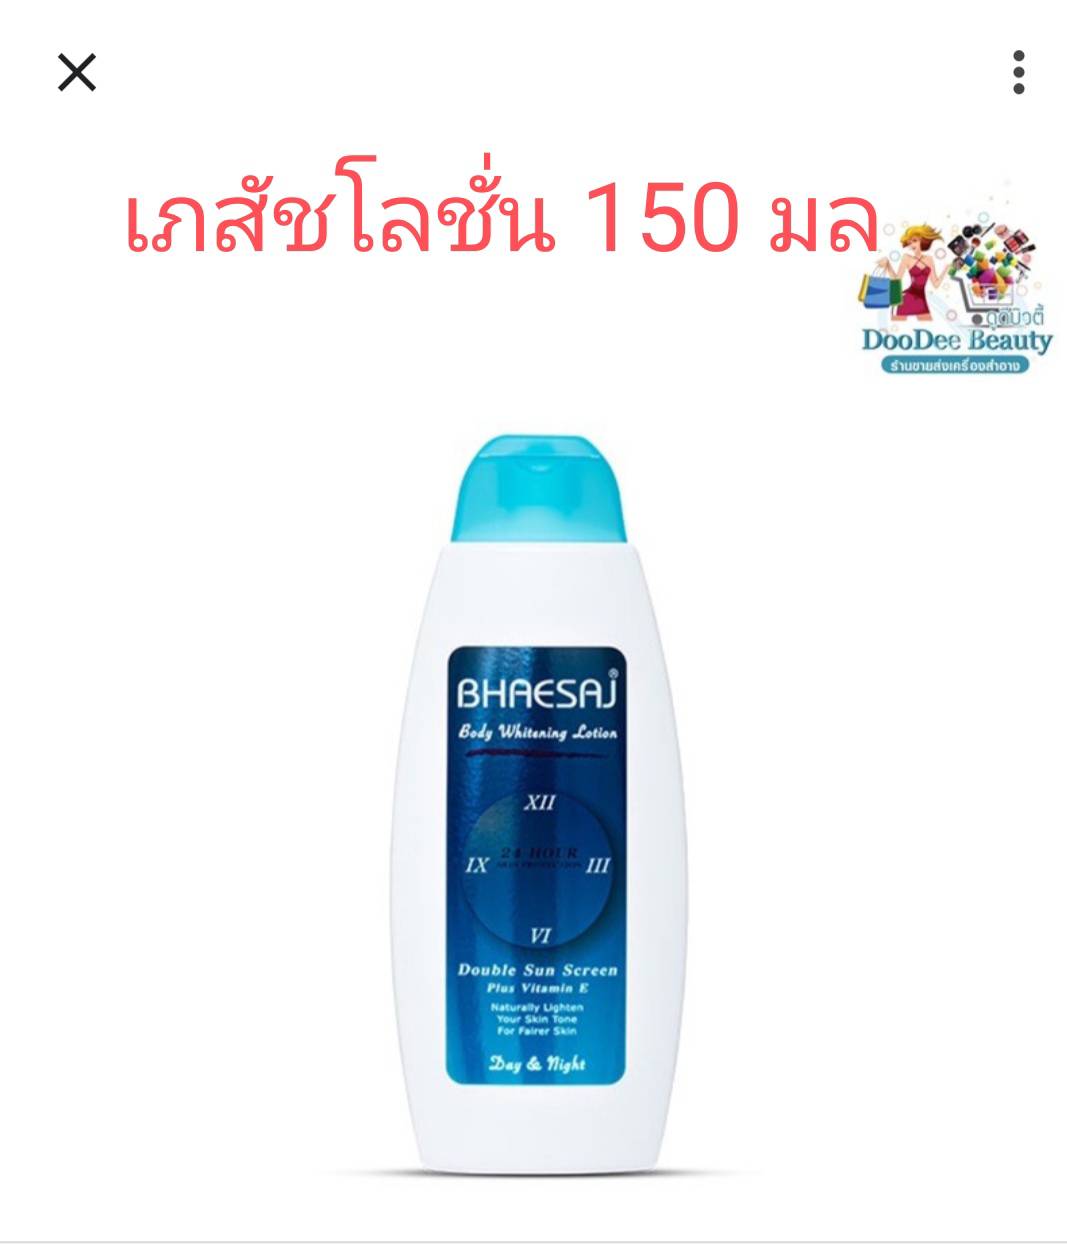 เภสัชโลชั่น 150 มล
ดูดีบิวตี้
DooDee Beauty
ร้านขายส่งเครื่องสำอาง
BHAESAJ®
Body Whitening Lotion
XII
24 HOUR
IX III
VI
Double Sun Screen
Plus Vitamin E
Naturally Lighten
Your Skin Tone
For Fairer Skin
Day & Night